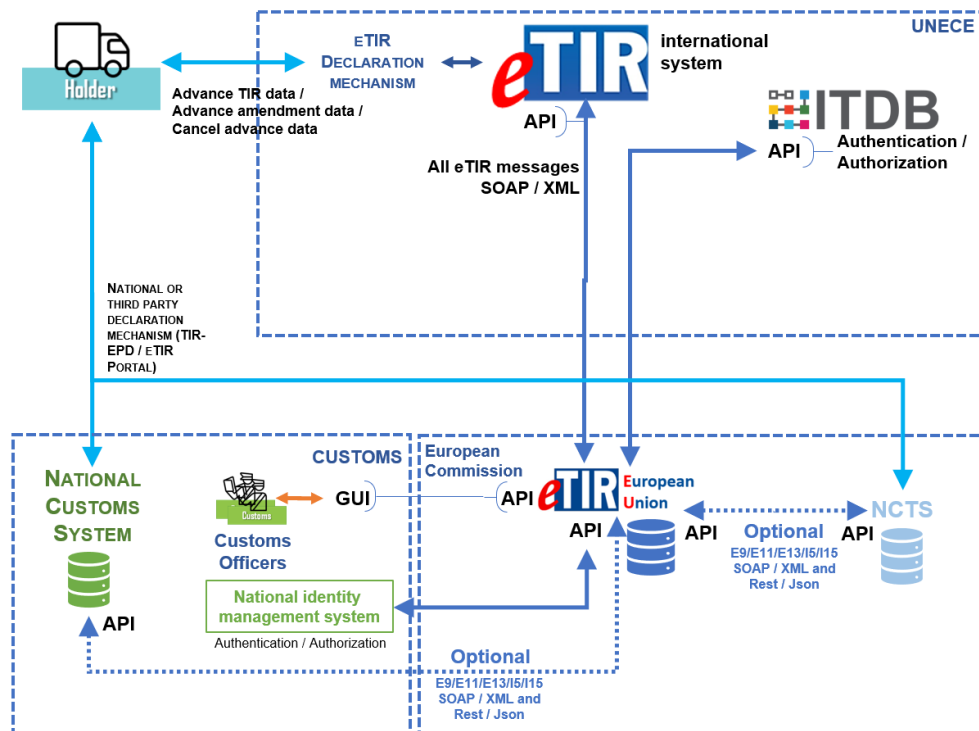 UNECE
Holder
eTIR
Declaration
mechanism
eTIR
international
system
Advance TIR data /
Advance amendment data /
Cancel advance data
API
ITDB
API
Authentication /
Authorization
All eTIR messages
SOAP / XML
National or
third party
declaration
mechanism (TIR-
EPD / eTIR
Portal)
CUSTOMS
European
Commission
National
Customs
System
API
Customs
Customs
Officers
GUI
API
eTIR
European
Union
API
API
Optional
E9/E11/E13/I5/I15
SOAP / XML and
Rest / Json
API
NCTS
National identity
management system
Authentication / Authorization
Optional
E9/E11/E13/I5/I15
SOAP / XML and
Rest / Json